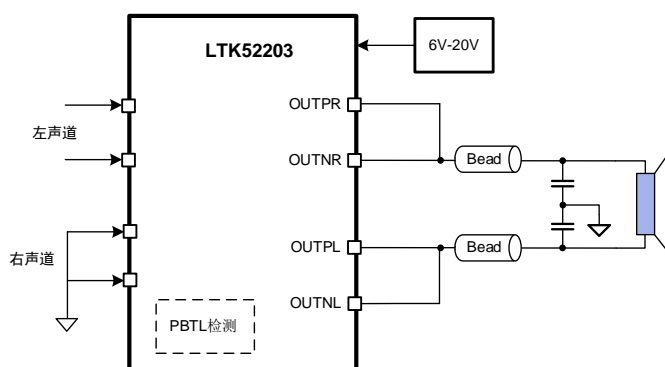 LTK52203
6V-20V
OUTPR
左声道
OUTNR
Bead
右声道
OUTPL
Bead
OUTNL
PBTL检测